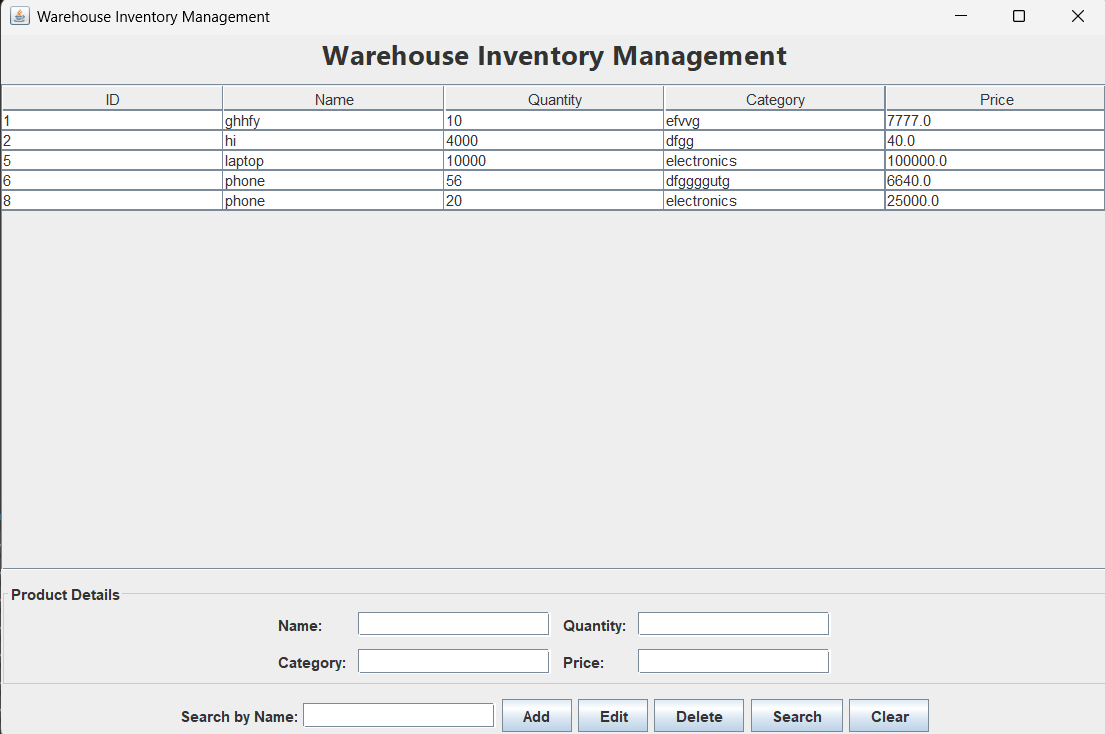 Warehouse Inventory Management
Warehouse Inventory Management
ID Name Quantity Category Price
1 ghhfy 10 efvvg 7777.0
2 hi 4000 dfgg 40.0
5 laptop 10000 electronics 100000.0
6 phone 56 dfggggutg 6640.0
8 phone 20 electronics 25000.0
Product Details
Name: Quantity:
Category: Price:
Search by Name: Add Edit Delete Search Clear